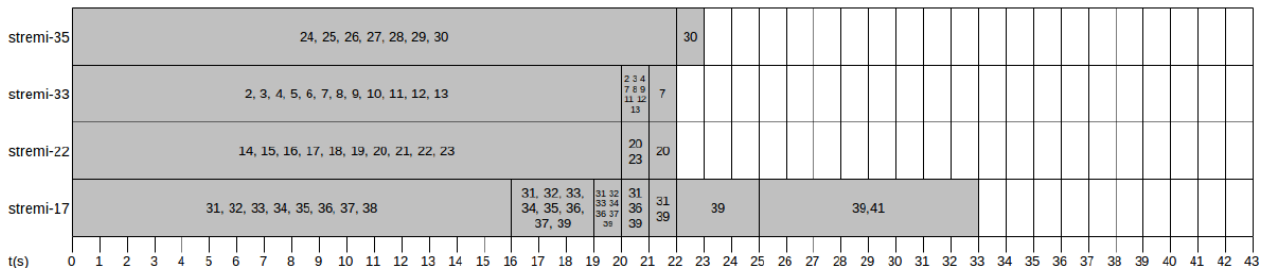 stremi-35
24, 25, 26, 27, 28, 29, 30
30
stremi-33
2, 3, 4, 5, 6, 7, 8, 9, 10, 11, 12, 13
2 3 4
7 8 9
11 12
13
7
stremi-22
14, 15, 16, 17, 18, 19, 20, 21, 22, 23
20
23
20
stremi-17
31, 32, 33, 34, 35, 36, 37, 38
31, 32, 33,
34, 35, 36,
37, 39
31 32
33 34
36 37
39
31
36
39
31
39
39
39,41
t(s) 0 1 2 3 4 5 6 7 8 9 10 11 12 13 14 15 16 17 18 19 20 21 22 23 24 25 26 27 28 29 30 31 32 33 34 35 36 37 38 39 40 41 42 43